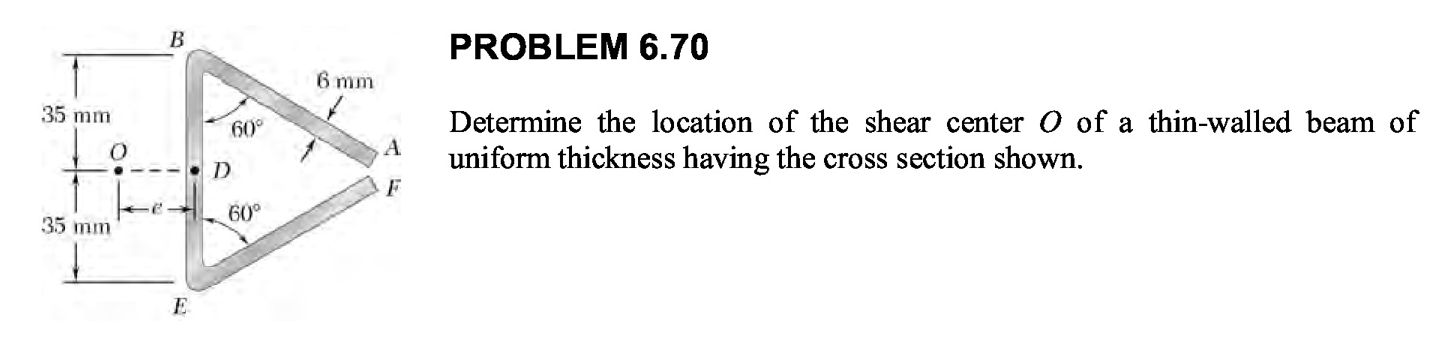 PROBLEM 6.70
Determine the location of the shear center O of a thin-walled beam of
uniform thickness having the cross section shown.
B
6 mm
35 mm
60°
O
A
D
F
e
60°
35 mm
E